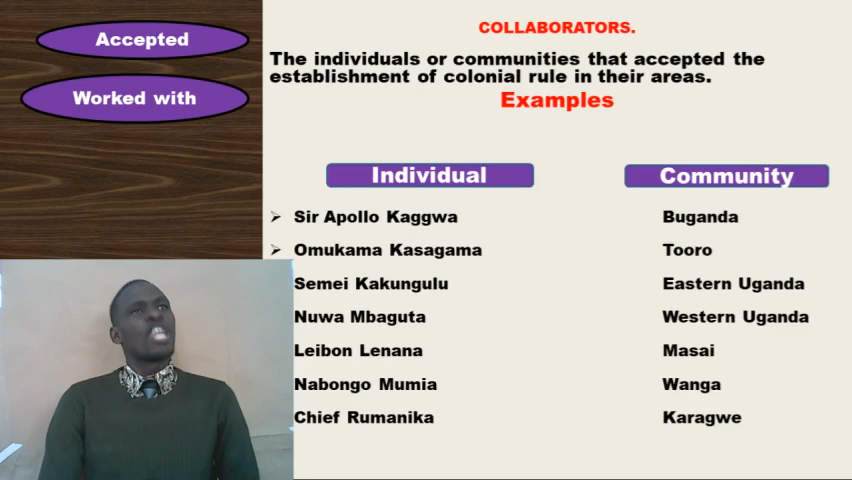 Accepted
Worked with
COLLABORATORS.
The individuals or communities that accepted the
establishment of colonial rule in their areas.
Examples
Individual Community
Sir Apollo Kaggwa Buganda
Omukama Kasagama Tooro
Semei Kakungulu Eastern Uganda
Nuwa Mbaguta Western Uganda
Leibon Lenana Masai
Nabongo Mumia Wanga
Chief Rumanika Karagwe